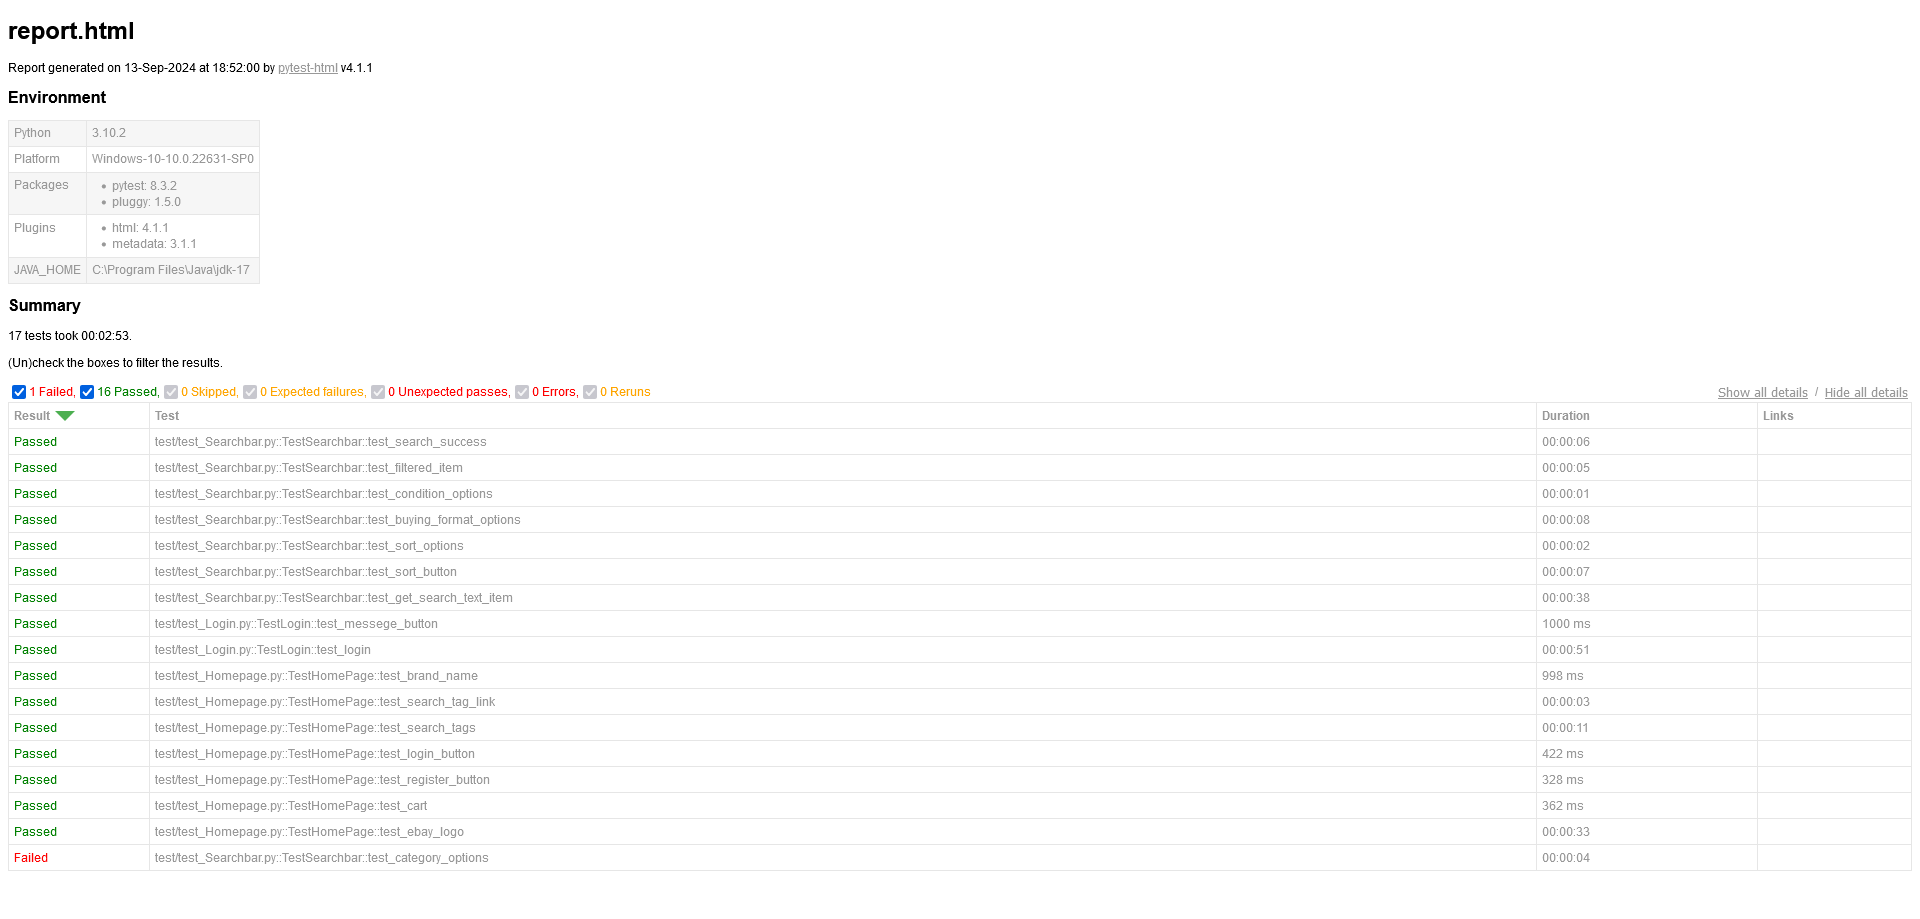 report.html
Report generated on 13-Sep-2024 at 18:52:00 by pytest-html v4.1.1
Environment
Python 3.10.2
Platform Windows-10-10.0.22631-SP0
Packages
pytest: 8.3.2
pluggy: 1.5.0
Plugins
html: 4.1.1
metadata: 3.1.1
JAVA_HOME C:\Program Files\Java\jdk-17
Summary
17 tests took 00:02:53.
(Un)check the boxes to filter the results.
1 Failed, 16 Passed, 0 Skipped, 0 Expected failures, 0 Unexpected passes, 0 Errors, 0 Reruns Show all details / Hide all details
Result Test Duration Links
Passed test/test_Searchbar.py::TestSearchbar::test_search_success 00:00:06
Passed test/test_Searchbar.py::TestSearchbar::test_filtered_item 00:00:05
Passed test/test_Searchbar.py::TestSearchbar::test_condition_options 00:00:01
Passed test/test_Searchbar.py::TestSearchbar::test_buying_format_options 00:00:08
Passed test/test_Searchbar.py::TestSearchbar::test_sort_options 00:00:02
Passed test/test_Searchbar.py::TestSearchbar::test_sort_button 00:00:07
Passed test/test_Searchbar.py::TestSearchbar::test_get_search_text_item 00:00:38
Passed test/test_Login.py::TestLogin::test_messege_button 1000 ms
Passed test/test_Login.py::TestLogin::test_login 00:00:51
Passed test/test_Homepage.py::TestHomePage::test_brand_name 998 ms
Passed test/test_Homepage.py::TestHomePage::test_search_tag_link 00:00:03
Passed test/test_Homepage.py::TestHomePage::test_search_tags 00:00:11
Passed test/test_Homepage.py::TestHomePage::test_login_button 422 ms
Passed test/test_Homepage.py::TestHomePage::test_register_button 328 ms
Passed test/test_Homepage.py::TestHomePage::test_cart 362 ms
Passed test/test_Homepage.py::TestHomePage::test_ebay_logo 00:00:33
Failed test/test_Searchbar.py::TestSearchbar::test_category_options 00:00:04